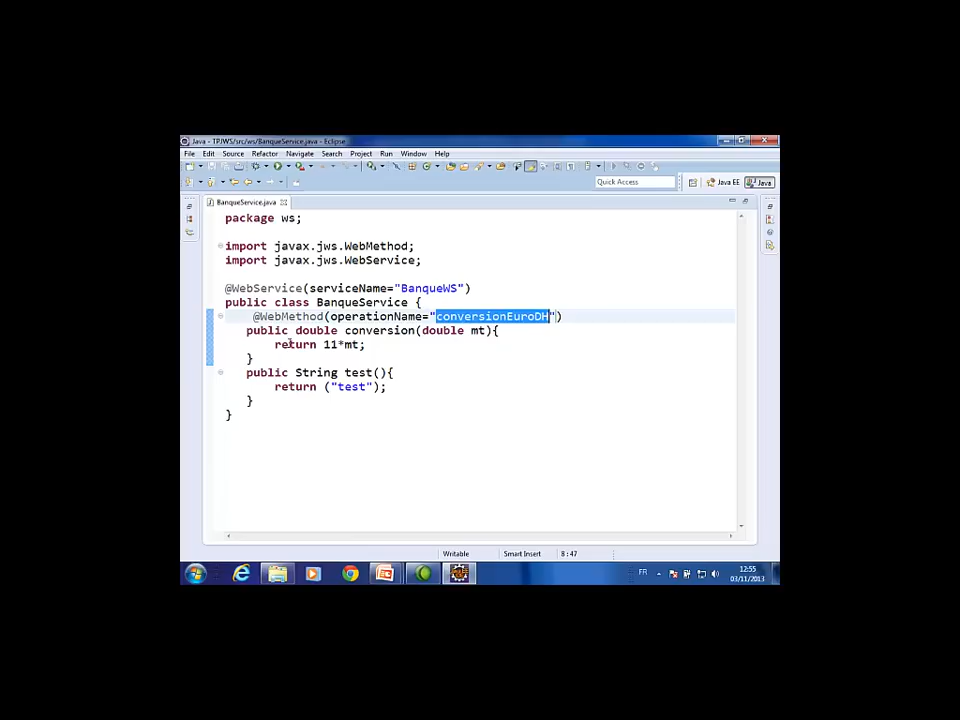 Java - TPJWS/src/ws/BanqueService.java - Eclipse
File Edit Source Refactor Navigate Search Project Run Window Help
Quick Access Java EE Java
BanqueService.java
package ws;
import javax.jws.WebMethod;
import javax.jws.WebService;
@WebService(serviceName="BanqueWS")
public class BanqueService {
@WebMethod(operationName="conversionEuroDH")
public double conversion(double mt){
return 11*mt;
}
public String test(){
return ("test");
}
}
Writable Smart Insert 8 : 47
FR 12:55
03/11/2013